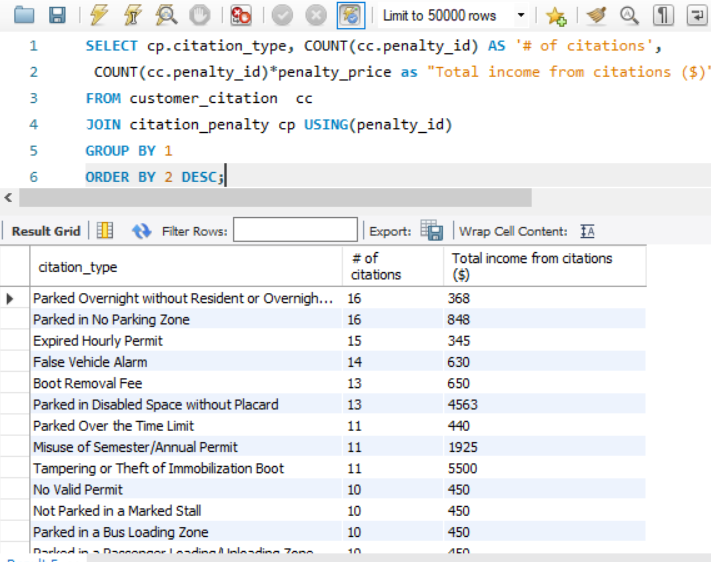 Limit to 50000 rows
1 SELECT cp.citation_type, COUNT(cc.penalty_id) AS '# of citations',
2 COUNT(cc.penalty_id)*penalty_price as "Total income from citations ($)"
3 FROM customer_citation cc
4 JOIN citation_penalty cp USING(penalty_id)
5 GROUP BY 1
6 ORDER BY 2 DESC;
Result Grid Filter Rows: Export: Wrap Cell Content: IA
citation_type # of citations Total income from citations ($)
Parked Overnight without Resident or Overnigh... 16 368
Parked in No Parking Zone 16 848
Expired Hourly Permit 15 345
False Vehicle Alarm 14 630
Boot Removal Fee 13 650
Parked in Disabled Space without Placard 13 4563
Parked Over the Time Limit 11 440
Misuse of Semester/Annual Permit 11 1925
Tampering or Theft of Immobilization Boot 11 5500
No Valid Permit 10 450
Not Parked in a Marked Stall 10 450
Parked in a Bus Loading Zone 10 450
Parked in a Passenger Loading/Unloading Zone 10 450